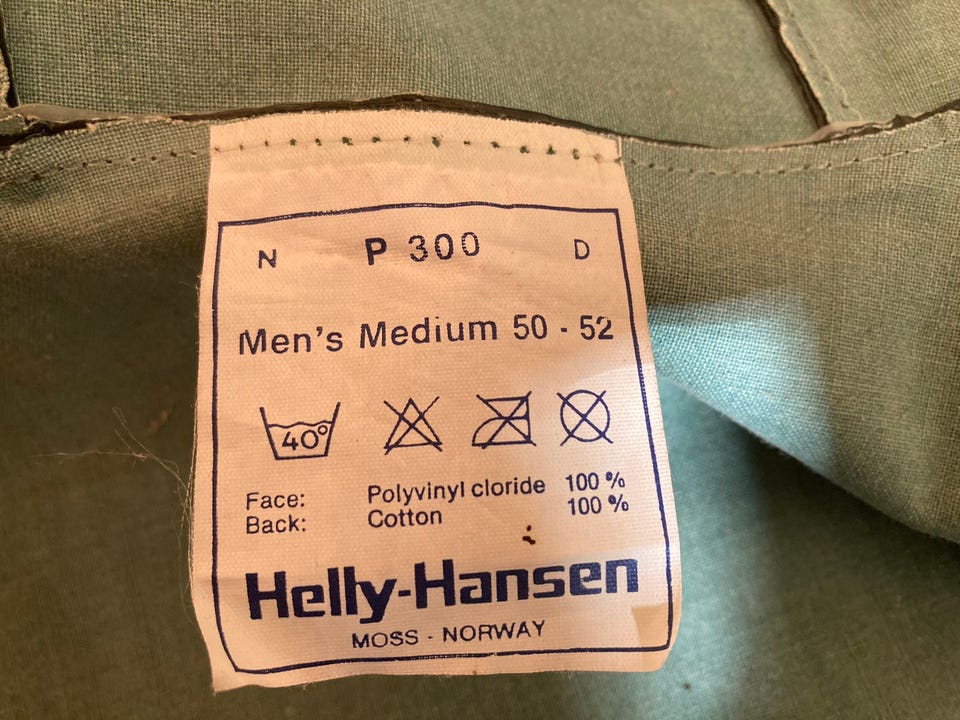 N P 300 D
Men's Medium 50 - 52
40°
Face: Polyvinyl cloride 100 %
Back: Cotton 100 %
Helly-Hansen
MOSS - NORWAY